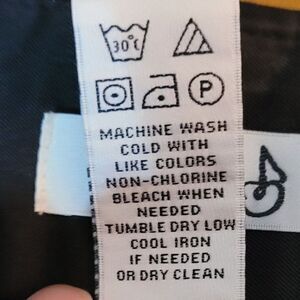 30°C
P
MACHINE WASH
COLD WITH
LIKE COLORS
NON-CHLORINE
BLEACH WHEN
NEEDED
TUMBLE DRY LOW
COOL IRON
IF NEEDED
OR DRY CLEAN